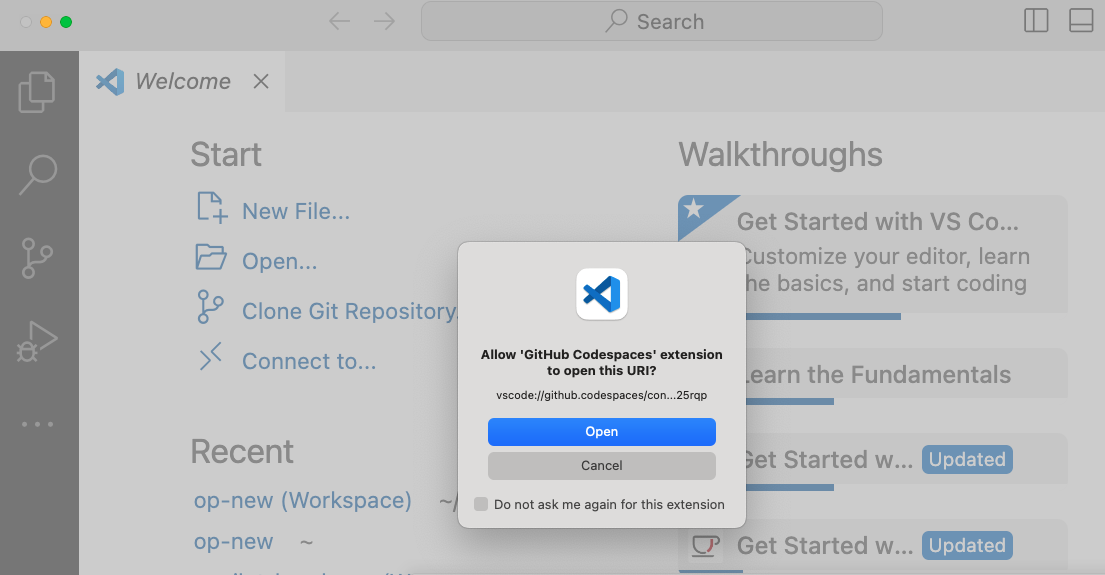 Search
Welcome
Start
New File...
Open...
Clone Git Repository
Connect to...
Recent
op-new (Workspace) ~/
op-new ~
Walkthroughs
Get Started with VS Co...
Customize your editor, learn
the basics, and start coding
Learn the Fundamentals
Get Started w... Updated
Get Started w... Updated
Allow 'GitHub Codespaces' extension
to open this URI?
vscode://github.codespaces/con...25rqp
Open
Cancel
Do not ask me again for this extension